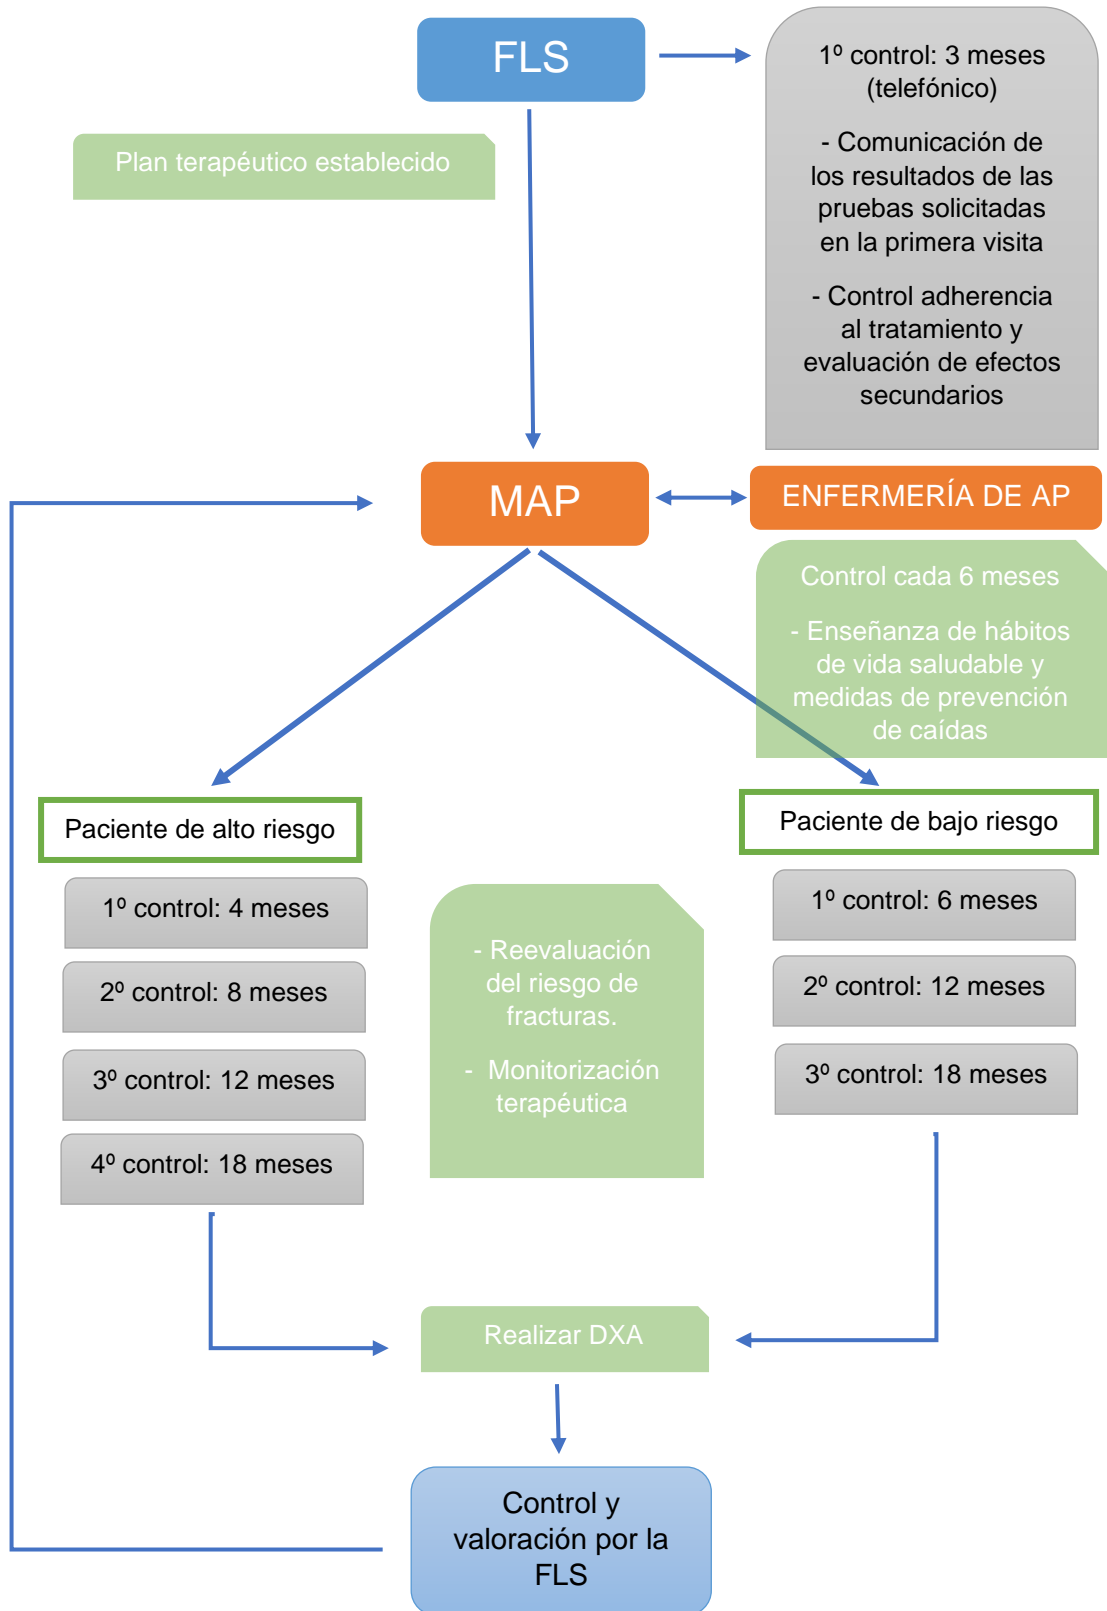 FLS
1º control: 3 meses
(telefónico)
- Comunicación de
los resultados de las
pruebas solicitadas
en la primera visita
- Control adherencia
al tratamiento y
evaluación de efectos
secundarios
Plan terapéutico establecido
MAP
ENFERMERÍA DE AP
Control cada 6 meses
- Enseñanza de hábitos
de vida saludable y
medidas de prevención
de caídas
Paciente de alto riesgo
1º control: 4 meses
2º control: 8 meses
3º control: 12 meses
4º control: 18 meses
- Reevaluación
del riesgo de
fracturas.
- Monitorización
terapéutica
Paciente de bajo riesgo
1º control: 6 meses
2º control: 12 meses
3º control: 18 meses
Realizar DXA
Control y
valoración por la
FLS